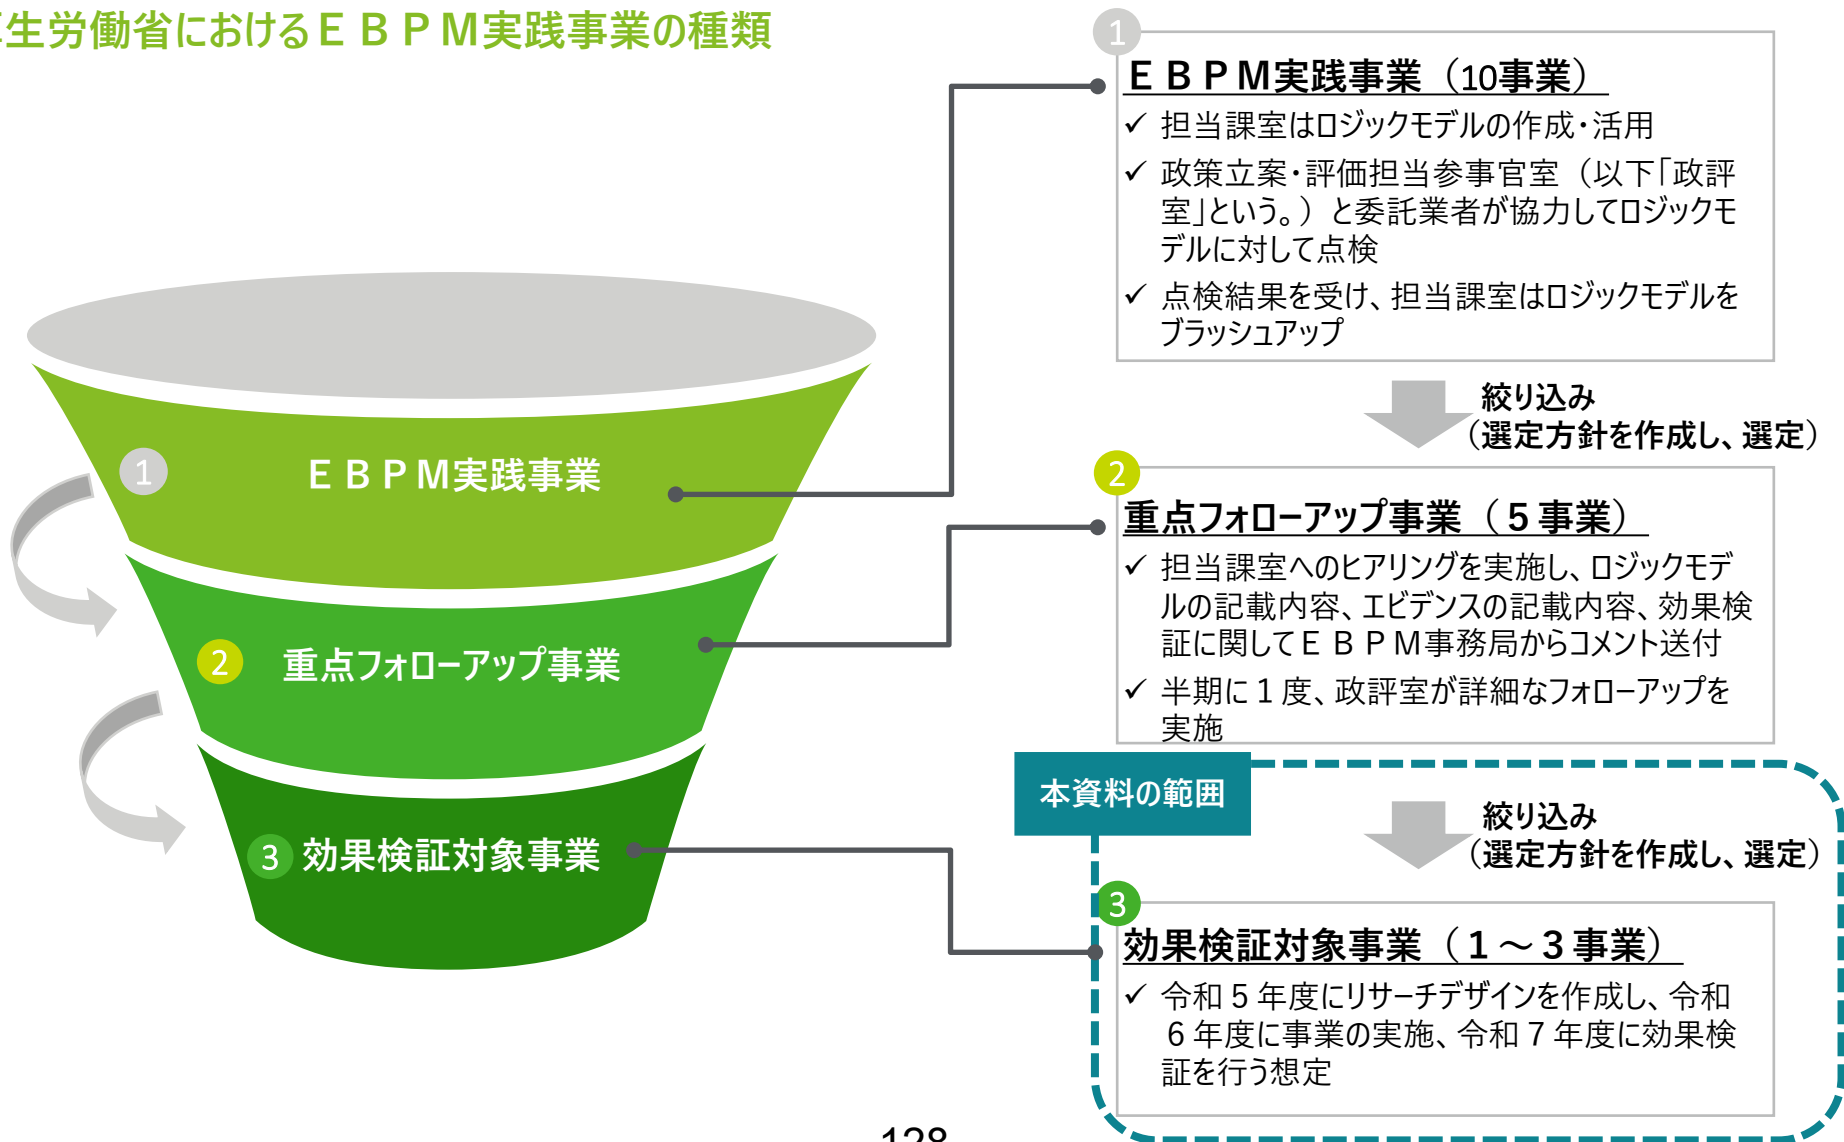 生労働省におけるＥＢＰＭ実践事業の種類
1
ＥＢＰＭ実践事業
2
重点フォローアップ事業
3
効果検証対象事業
1
ＥＢＰＭ実践事業（10事業）
✓ 担当課室はロジックモデルの作成・活用
✓ 政策立案・評価担当参事官室（以下「政評
室」という。）と委託業者が協力してロジックモ
デルに対して点検
✓ 点検結果を受け、担当課室はロジックモデルを
ブラッシュアップ
絞り込み
（選定方針を作成し、選定）
2
重点フォローアップ事業（５事業）
✓ 担当課室へのヒアリングを実施し、ロジックモデ
ルの記載内容、エビデンスの記載内容、効果検
証に関してＥＢＰＭ事務局からコメント送付
✓ 半期に１度、政評室が詳細なフォローアップを
実施
本資料の範囲
絞り込み
（選定方針を作成し、選定）
3
効果検証対象事業（１～３事業）
✓ 令和５年度にリサーチデザインを作成し、令和
６年度に事業の実施、令和７年度に効果検
証を行う想定
128